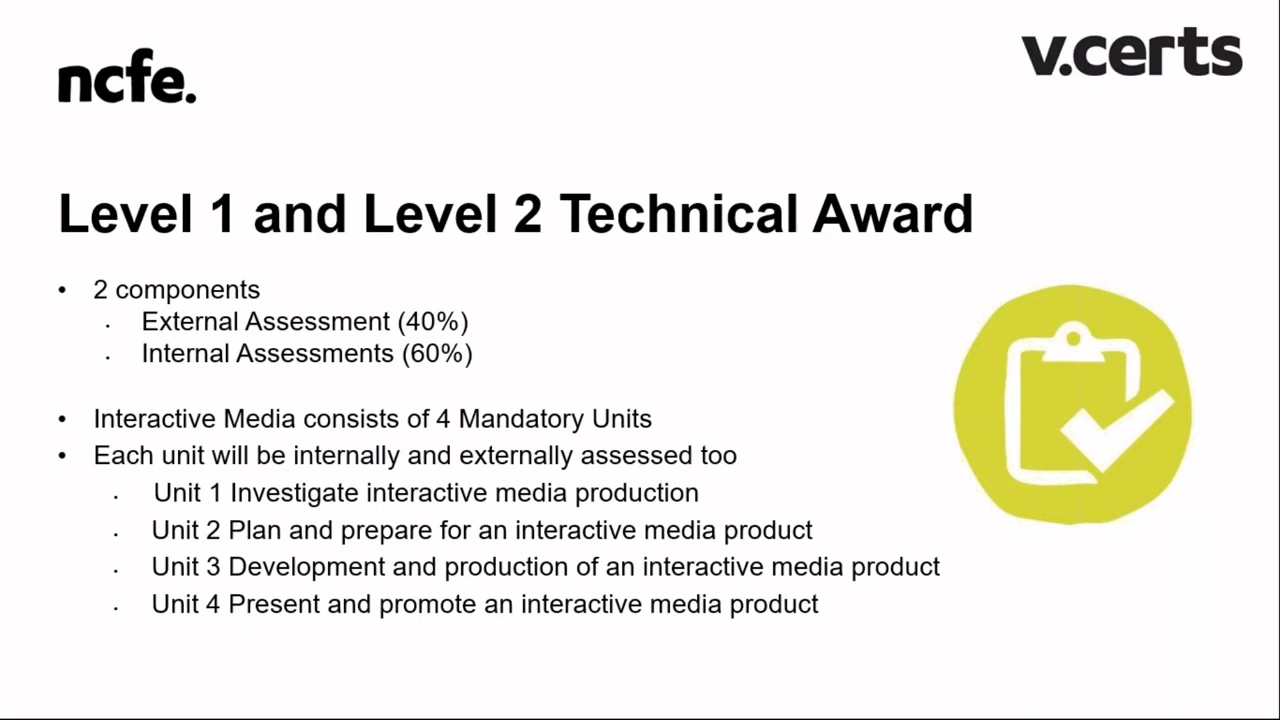 ncfe.
v.certs
Level 1 and Level 2 Technical Award
• 2 components
· External Assessment (40%)
· Internal Assessments (60%)
• Interactive Media consists of 4 Mandatory Units
• Each unit will be internally and externally assessed too
· Unit 1 Investigate interactive media production
· Unit 2 Plan and prepare for an interactive media product
· Unit 3 Development and production of an interactive media product
· Unit 4 Present and promote an interactive media product